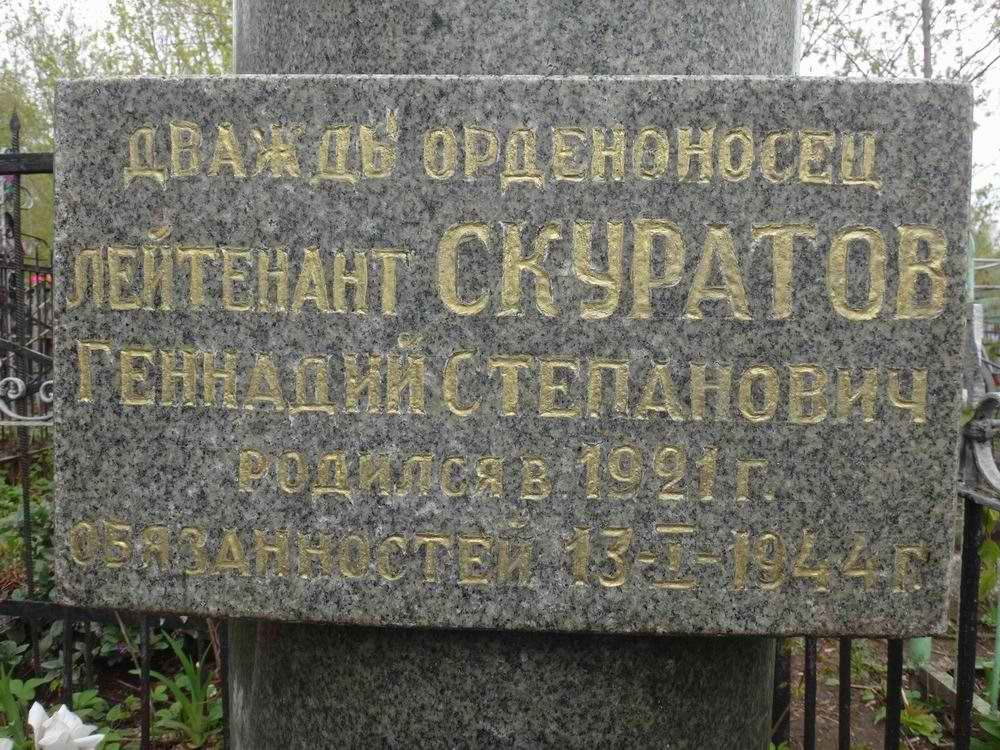 ДВАЖДЫ ОРДЕНОНОСЕЦ
ЛЕЙТЕНАНТ СКУРАТОВ
ГЕННАДИЙ СТЕПАНОВИЧ
РОДИЛСЯ В 1921 Г.
ОБЯЗАННОСТЕЙ 13-I-1944 Г.